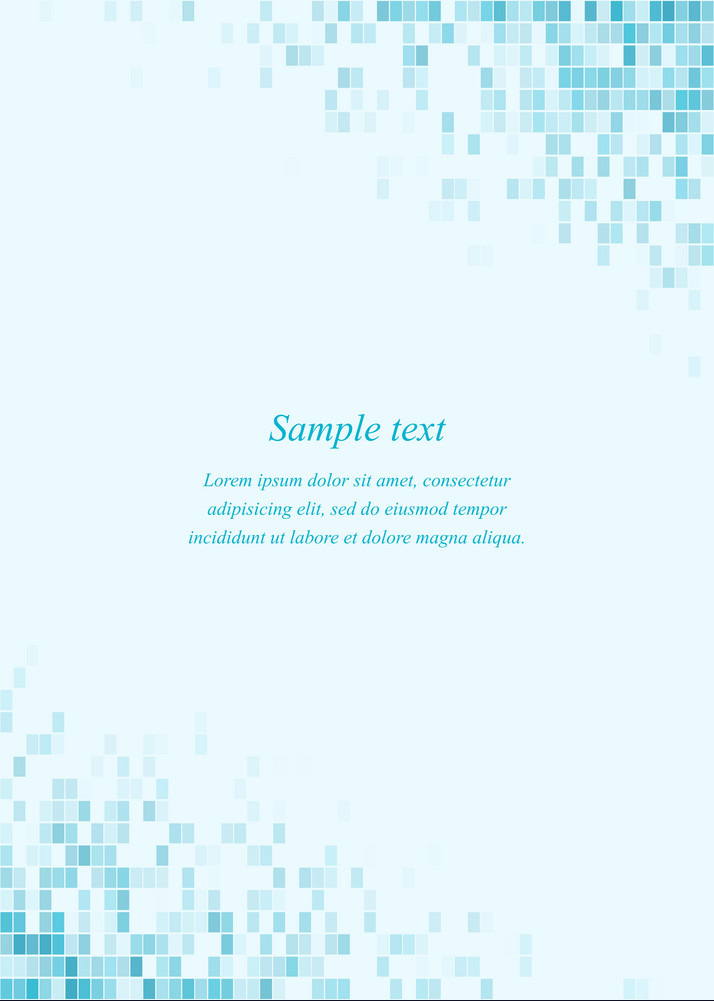 Sample text
Lorem ipsum dolor sit amet, consectetur
adipisicing elit, sed do eiusmod tempor
incididunt ut labore et dolore magna aliqua.